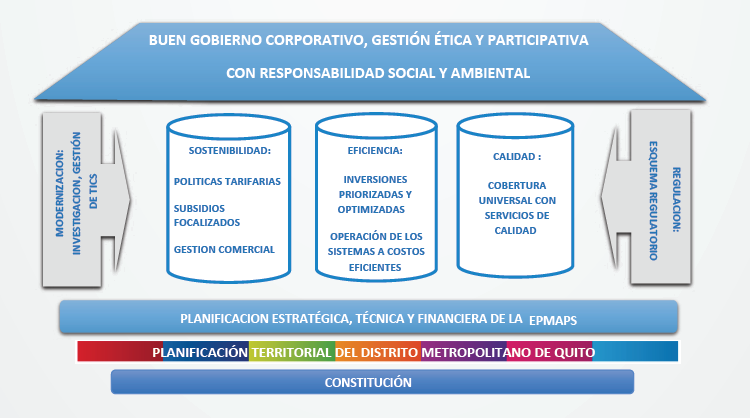 BUEN GOBIERNO CORPORATIVO, GESTIÓN ÉTICA Y PARTICIPATIVA
CON RESPONSABILIDAD SOCIAL Y AMBIENTAL
MODERNIZACION:
INVESTIGACION, GESTIÓN
DE TICS
SOSTENIBILIDAD:
POLITICAS TARIFARIAS
SUBSIDIOS
FOCALIZADOS
GESTION COMERCIAL
EFICIENCIA:
INVERSIONES
PRIORIZADAS Y
OPTIMIZADAS
OPERACIÓN DE LOS
SISTEMAS A COSTOS
EFICIENTES
CALIDAD :
COBERTURA
UNIVERSAL CON
SERVICIOS DE
CALIDAD
REGULACION:
ESQUEMA REGULATORIO
PLANIFICACION ESTRATÉGICA, TÉCNICA Y FINANCIERA DE LA EPMAPS
PLANIFICACIÓN TERRITORIAL DEL DISTRITO METROPOLITANO DE QUITO
CONSTITUCIÓN